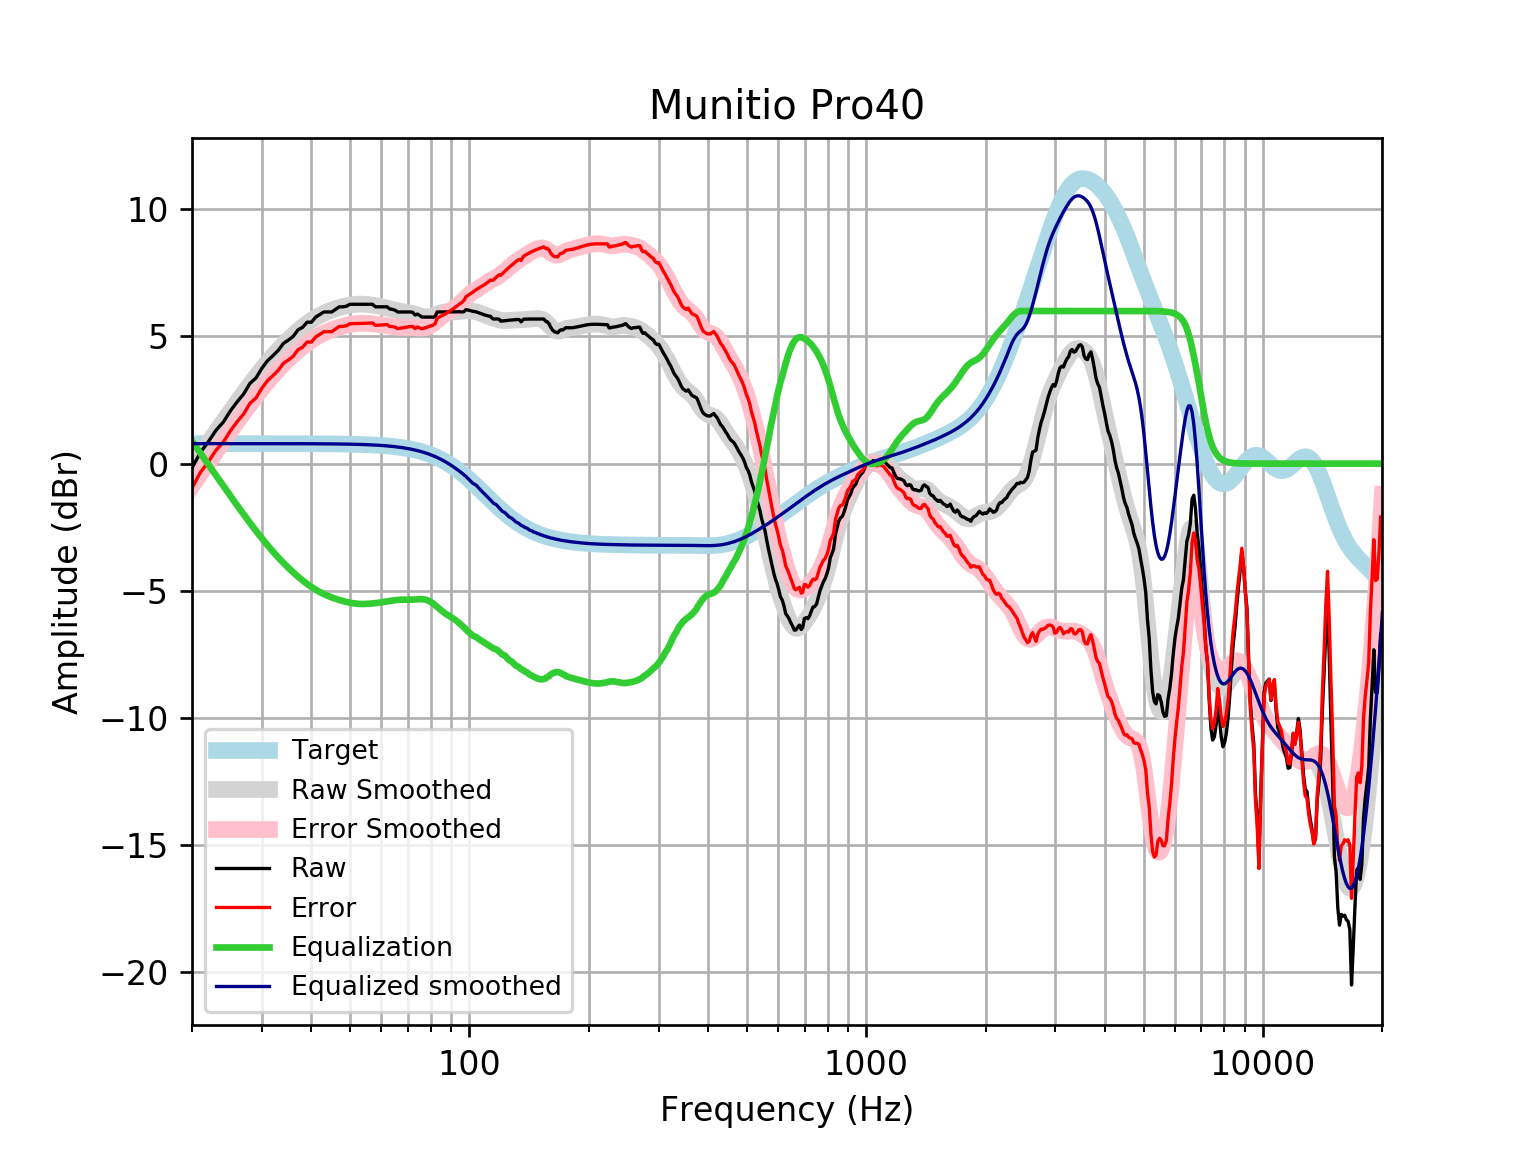 Munitio Pro40
Amplitude (dBr)
10
5
0
−5
−10
−15
−20
Target
Raw Smoothed
Error Smoothed
Raw
Error
Equalization
Equalized smoothed
100
1000
10000
Frequency (Hz)